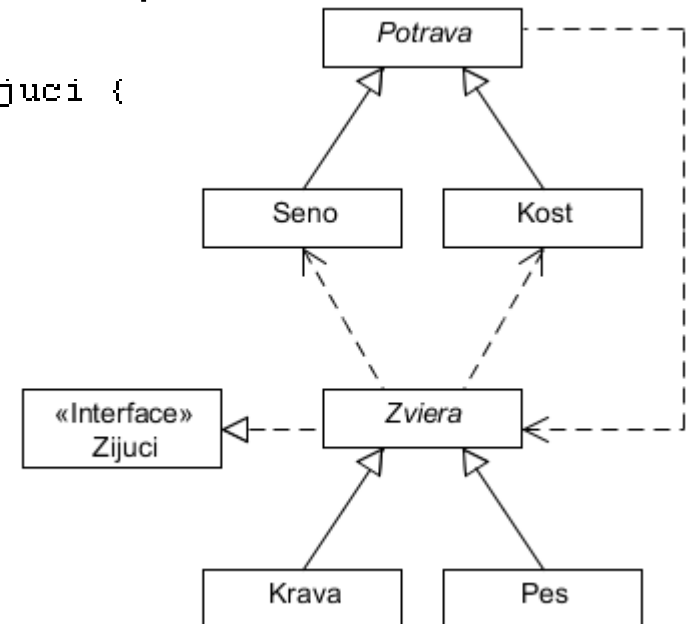 Potrava
juci {
Seno
Kost
«Interface»
Zijuci
Zviera
Krava
Pes